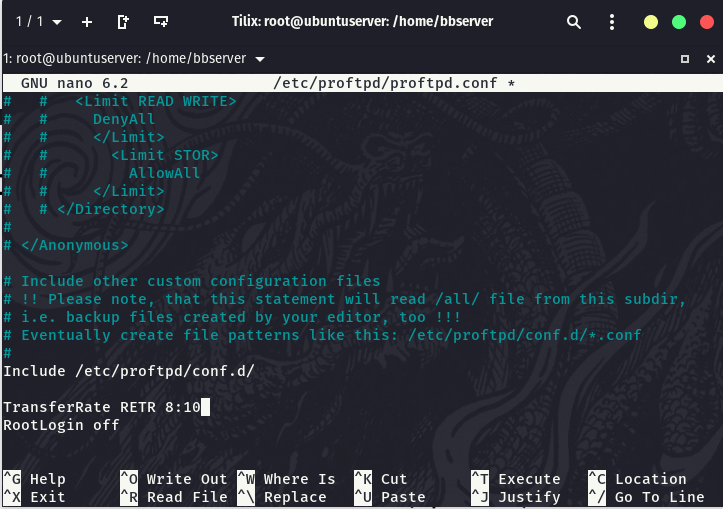 1 / 1 Tilix: root@ubuntuserver: /home/bbserver
1: root@ubuntuserver: /home/bbserver
GNU nano 6.2 /etc/proftpd/proftpd.conf *
#   #   <Limit READ WRITE>
#   #     DenyAll
#   #     </Limit>
#   #       <Limit STOR>
#   #         AllowAll
#   #     </Limit>
#   # </Directory>
#
# </Anonymous>
# Include other custom configuration files
# !! Please note, that this statement will read /all/ file from this subdir,
# i.e. backup files created by your editor, too !!!
# Eventually create file patterns like this: /etc/proftpd/conf.d/*.conf
#
Include /etc/proftpd/conf.d/
TransferRate RETR 8:10
RootLogin off
^G Help ^O Write Out ^W Where Is ^K Cut ^T Execute ^C Location
^X Exit ^R Read File ^\ Replace ^U Paste ^J Justify ^/ Go To Line